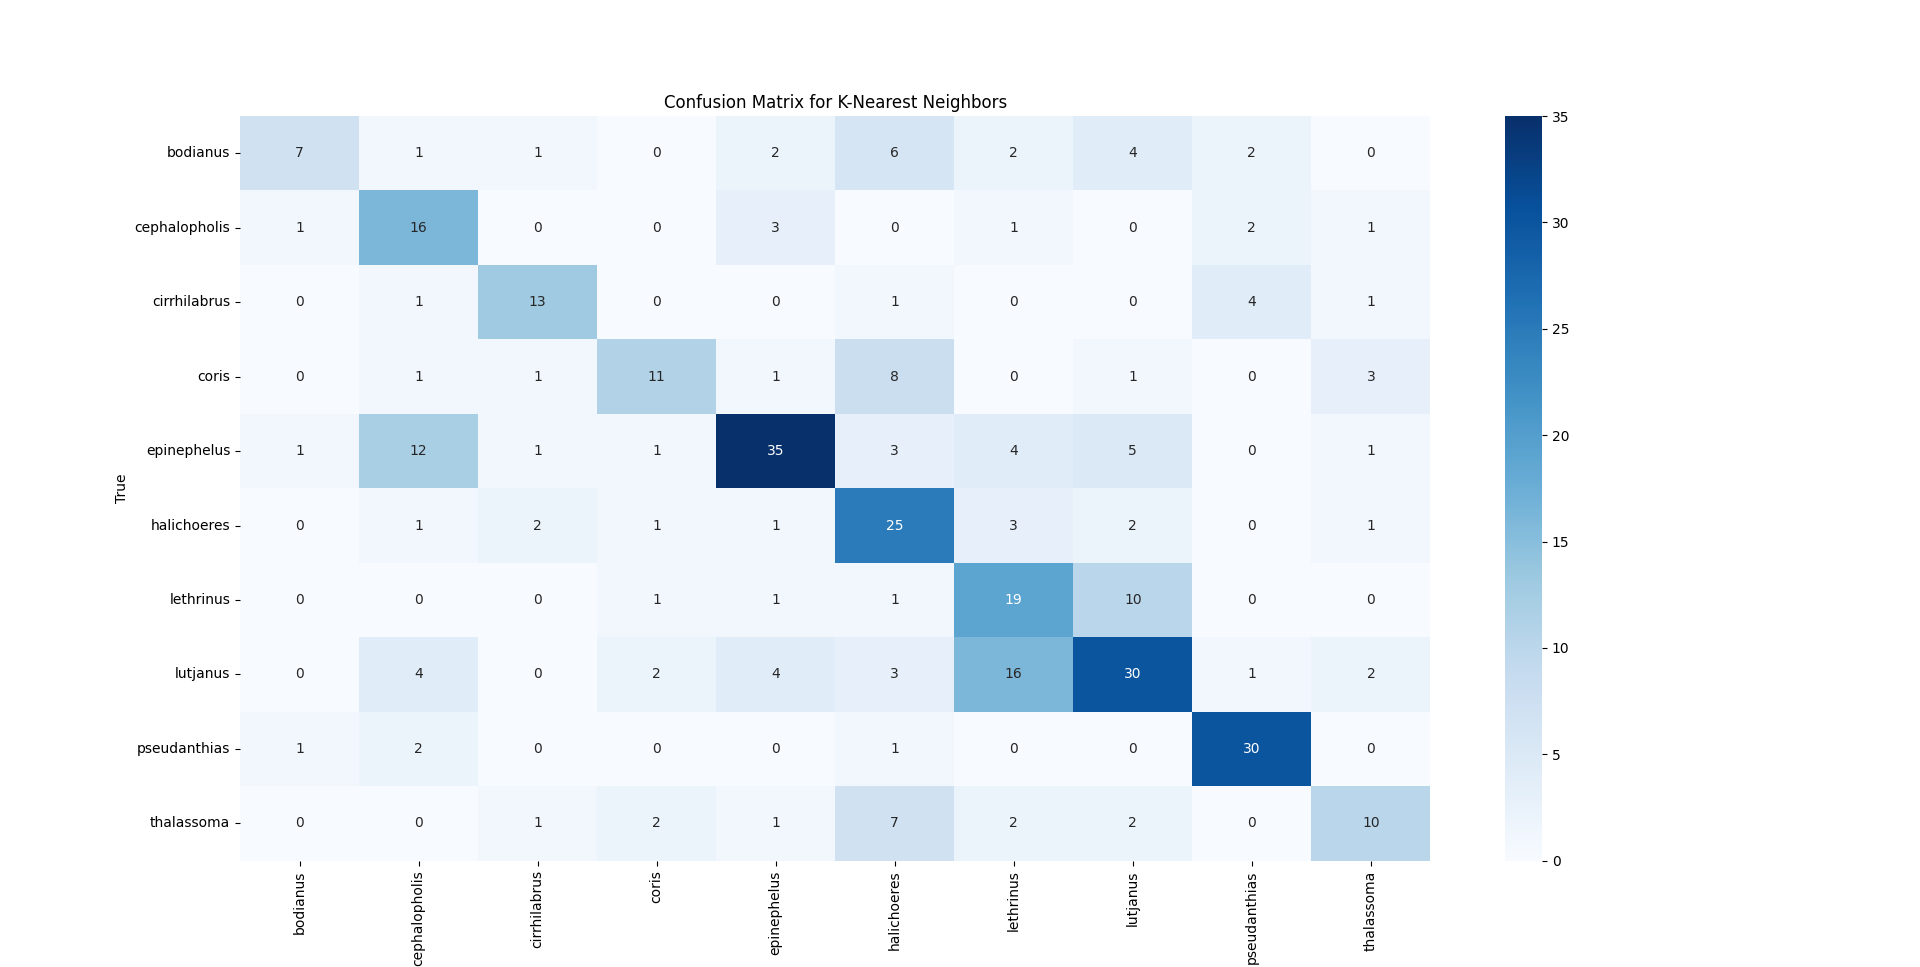 Confusion Matrix for K-Nearest Neighbors
True
bodianus 7 1 1 0 2 6 2 4 2 0
cephalopholis 1 16 0 0 3 0 1 0 2 1
cirrhilabrus 0 1 13 0 0 1 0 0 4 1
coris 0 1 1 11 1 8 0 1 0 3
epinephelus 1 12 1 1 35 3 4 5 0 1
halichoeres 0 1 2 1 1 25 3 2 0 1
lethrinus 0 0 0 1 1 1 19 10 0 0
lutjanus 0 4 0 2 4 3 16 30 1 2
pseudanthias 1 2 0 0 0 1 0 0 30 0
thalassoma 0 0 1 2 1 7 2 2 0 10
bodianus cephalopholis cirrhilabrus coris epinephelus halichoeres lethrinus lutjanus pseudanthias thalassoma
35
30
25
20
15
10
5
0